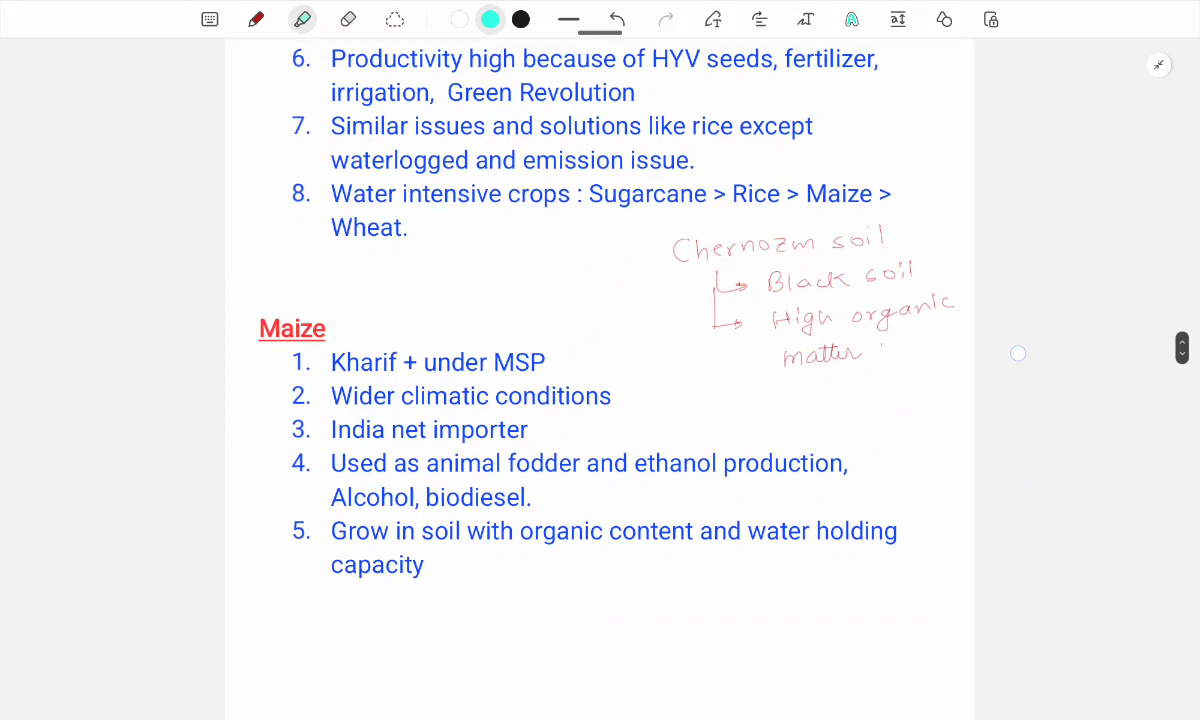 6. Productivity high because of HYV seeds, fertilizer,
irrigation, Green Revolution
7. Similar issues and solutions like rice except
waterlogged and emission issue.
8. Water intensive crops : Sugarcane > Rice > Maize >
Wheat.
Chernozm soil
Black soil
High organic
matter
Maize
1. Kharif + under MSP
2. Wider climatic conditions
3. India net importer
4. Used as animal fodder and ethanol production,
Alcohol, biodiesel.
5. Grow in soil with organic content and water holding
capacity